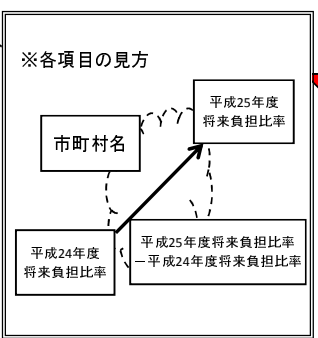 ※各項目の見方
平成25年度
将来負担比率
市町村名
平成24年度
将来負担比率
平成25年度将来負担比率
－平成24年度将来負担比率